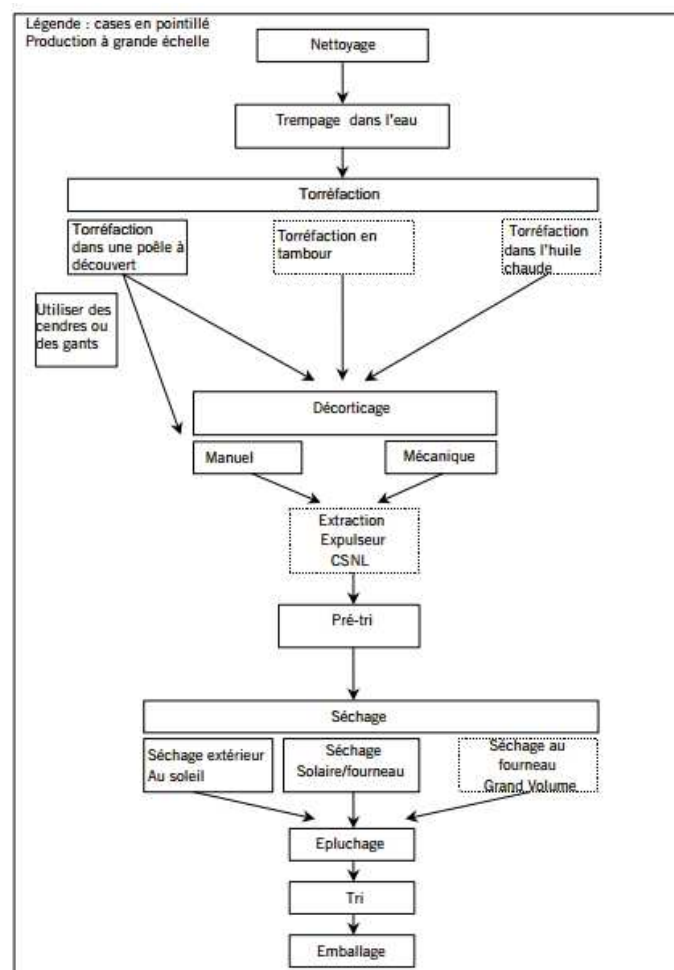 Légende : cases en pointillé
Production à grande échelle
Nettoyage
Trempage dans l'eau
Torréfaction
Torréfaction
dans une poêle à
découvert
Torréfaction en
tambour
Torréfaction
dans l'huile
chaude
Utiliser des
cendres ou
des gants
Décorticage
Manuel
Mécanique
Extraction
Expulseur
CSNL
Pré-tri
Séchage
Séchage extérieur
Au soleil
Séchage
Solaire/fourneau
Séchage au
fourneau
Grand Volume
Epluchage
Tri
Emballage